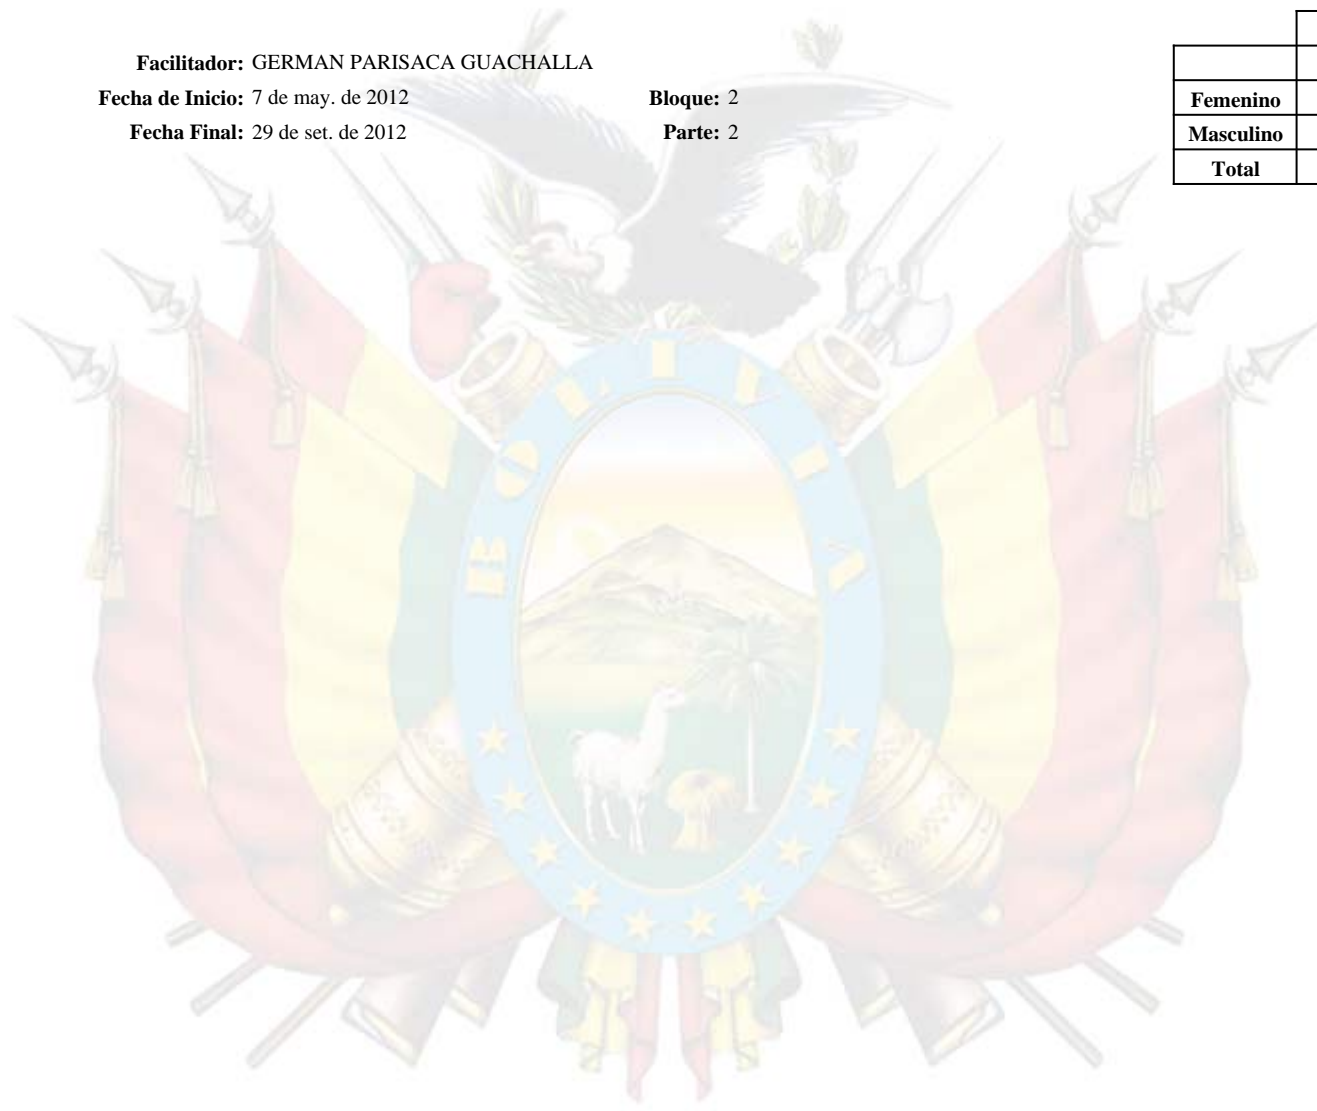 Facilitador: GERMAN PARISACA GUACHALLA
Fecha de Inicio: 7 de may. de 2012 Bloque: 2
Fecha Final: 29 de set. de 2012 Parte: 2
Femenino
Masculino
Total
BOLIVIA